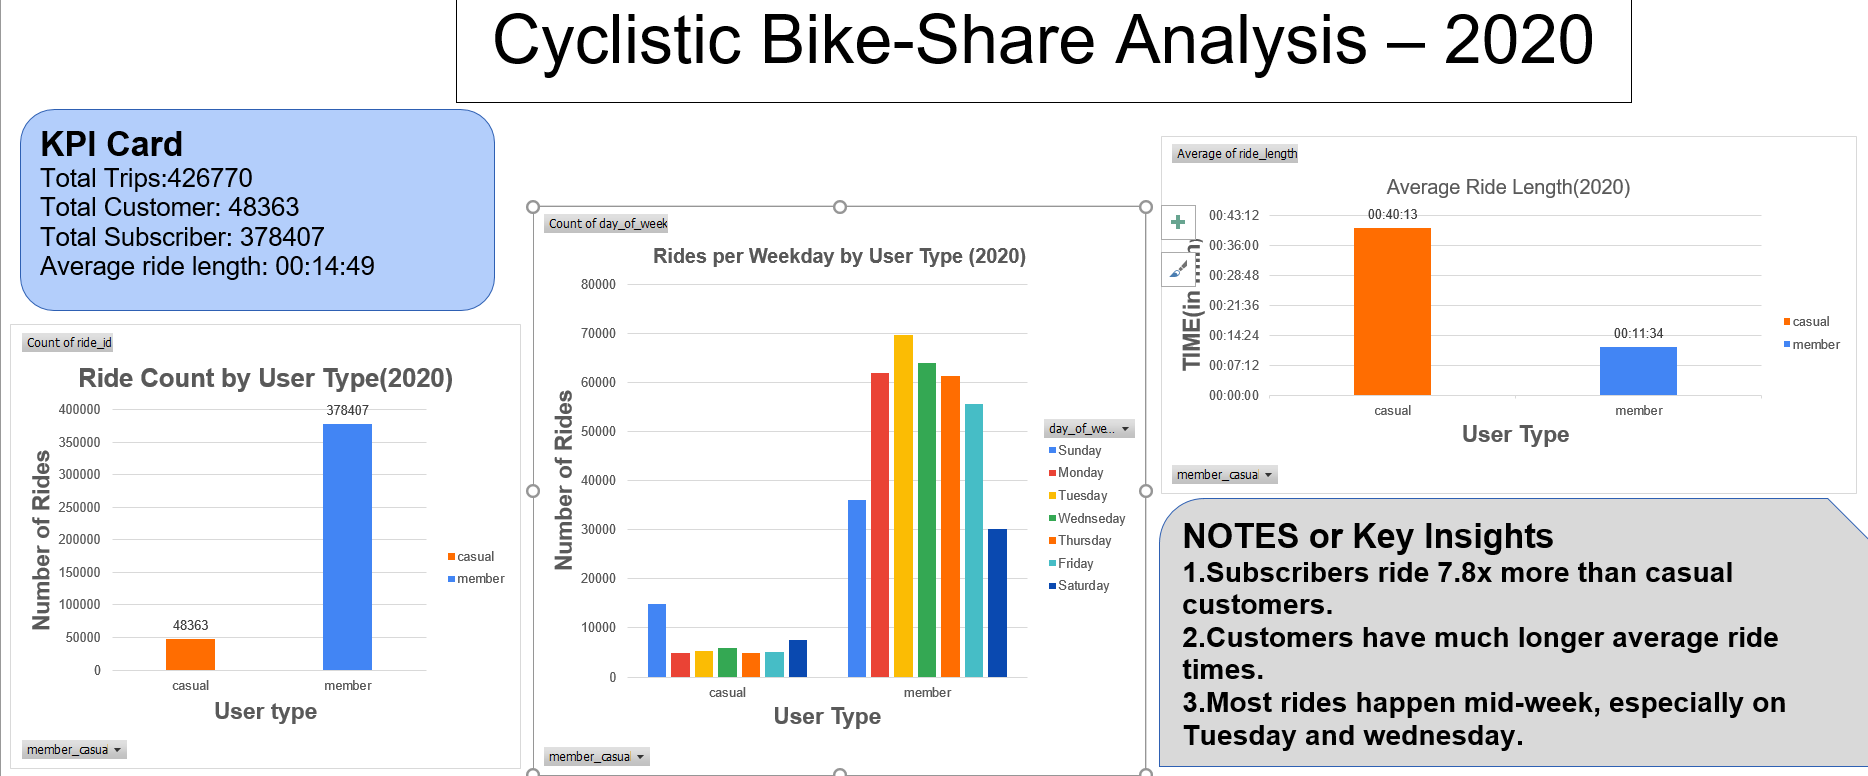 Cyclistic Bike-Share Analysis – 2020
KPI Card
Total Trips:426770
Total Customer: 48363
Total Subscriber: 378407
Average ride length: 00:14:49
Count of ride_id
Ride Count by User Type(2020)
Number of Rides
400000
350000
300000
250000
200000
150000
100000
50000
0
378407
48363
casual
member
User type
casual
member
member_casual
Count of day_of_week
Rides per Weekday by User Type (2020)
Number of Rides
80000
70000
60000
50000
40000
30000
20000
10000
0
casual
member
User Type
day_of_we...
Sunday
Monday
Tuesday
Wednseday
Thursday
Friday
Saturday
member_casual
Average of ride_length
Average Ride Length(2020)
TIME(in
00:43:12
00:36:00
00:28:48
00:21:36
00:14:24
00:07:12
00:00:00
00:40:13
00:11:34
casual
member
User Type
casual
member
member_casual
NOTES or Key Insights
1.Subscribers ride 7.8x more than casual
customers.
2.Customers have much longer average ride
times.
3.Most rides happen mid-week, especially on
Tuesday and wednesday.